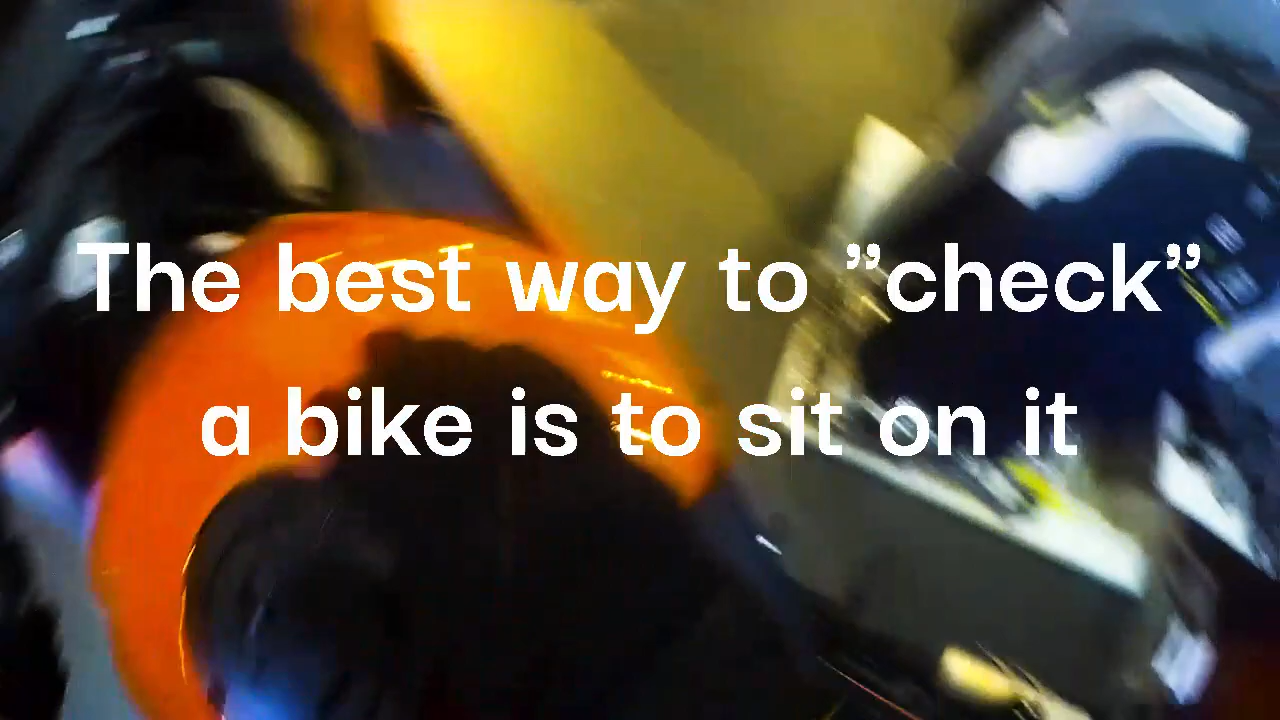 The best way to ”check”
a bike is to sit on it